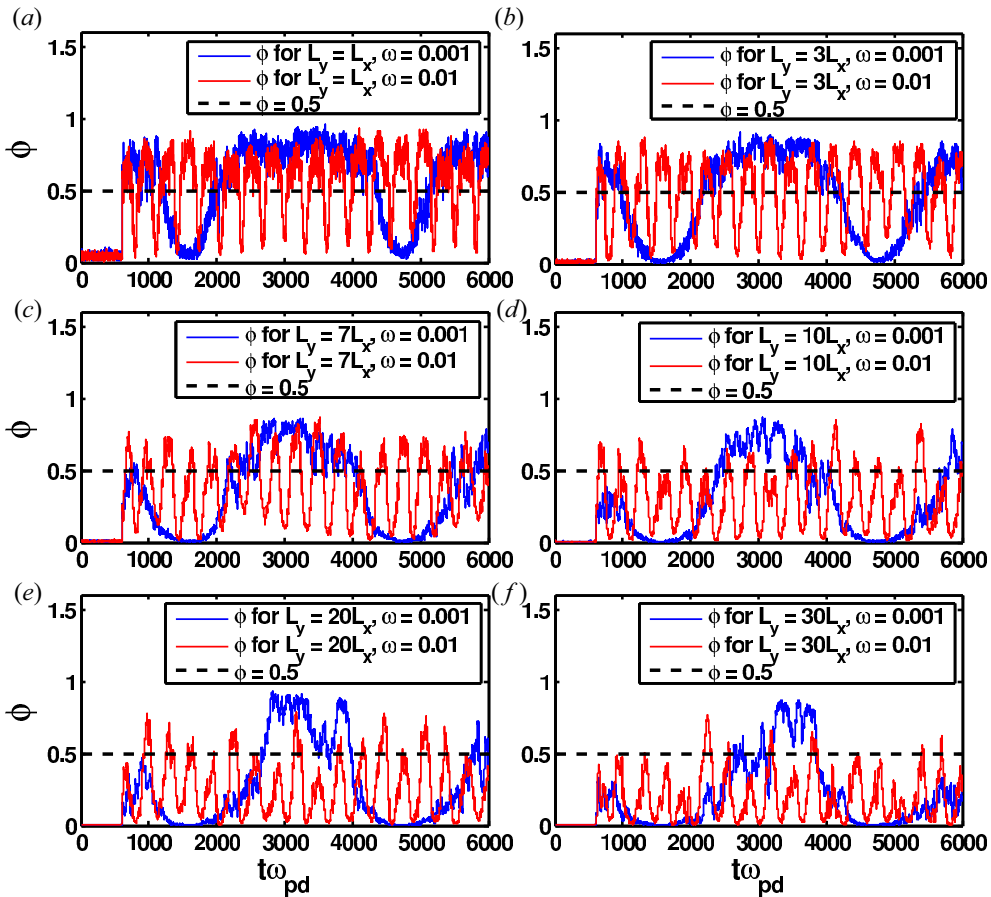 (a)
ϕ for L_y = L_x, ω = 0.001
ϕ for L_y = L_x, ω = 0.01
ϕ = 0.5
ϕ
1.5
1
0.5
0
0 1000 2000 3000 4000 5000 6000
(b)
ϕ for L_y = 3L_x, ω = 0.001
ϕ for L_y = 3L_x, ω = 0.01
ϕ = 0.5
1.5
1
0.5
0
0 1000 2000 3000 4000 5000 6000
(c)
ϕ for L_y = 7L_x, ω = 0.001
ϕ for L_y = 7L_x, ω = 0.01
ϕ = 0.5
ϕ
1.5
1
0.5
0
0 1000 2000 3000 4000 5000 6000
(d)
ϕ for L_y = 10L_x, ω = 0.001
ϕ for L_y = 10L_x, ω = 0.01
ϕ = 0.5
1.5
1
0.5
0
0 1000 2000 3000 4000 5000 6000
(e)
ϕ for L_y = 20L_x, ω = 0.001
ϕ for L_y = 20L_x, ω = 0.01
ϕ = 0.5
ϕ
1.5
1
0.5
0
0 1000 2000 3000 4000 5000 6000
tω_pd
(f)
ϕ for L_y = 30L_x, ω = 0.001
ϕ for L_y = 30L_x, ω = 0.01
ϕ = 0.5
1.5
1
0.5
0
0 1000 2000 3000 4000 5000 6000
tω_pd